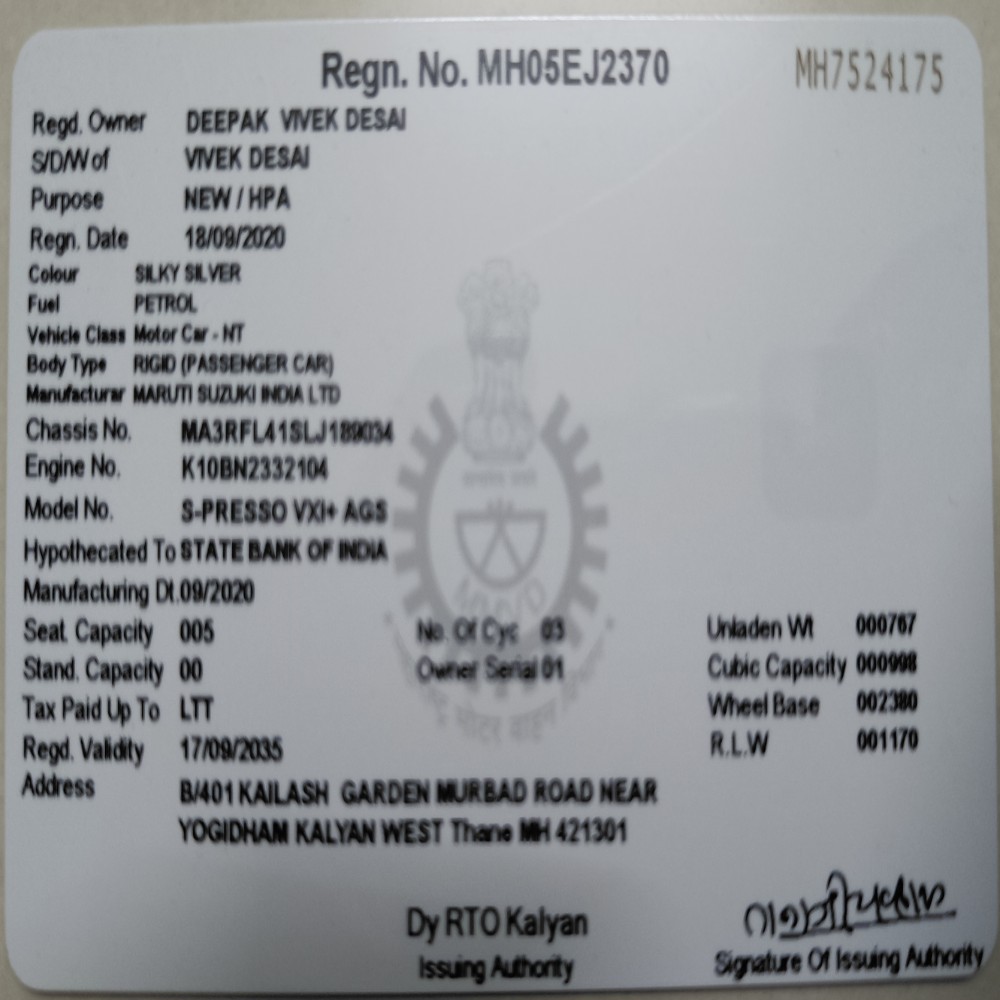 Regn. No. MH05EJ2370 MH7524175
Regd. Owner DEEPAK VIVEK DESAI
S/D/W of VIVEK DESAI
Purpose NEW / HPA
Regn. Date 18/09/2020
Colour SILKY SILVER
Fuel PETROL
Vehicle Class Motor Car - NT
Body Type RIGID (PASSENGER CAR)
Manufacturar MARUTI SUZUKI INDIA LTD
Chassis No. MA3RFL41SLJ189034
Engine No. K10BN2332104
Model No. S-PRESSO VXI+ AGS
Hypothecated To STATE BANK OF INDIA
Manufacturing Dt. 09/2020
Seat. Capacity 005 No. Of Cyc 03 Unladen Wt 000767
Stand. Capacity 00 Owner Serial 01 Cubic Capacity 000998
Tax Paid Up To LTT Wheel Base 002380
Regd. Validity 17/09/2035 R.L.W 001170
Address B/401 KAILASH GARDEN MURBAD ROAD NEAR
YOGIDHAM KALYAN WEST Thane MH 421301
Dy RTO Kalyan
Issuing Authority
Signature Of Issuing Authority